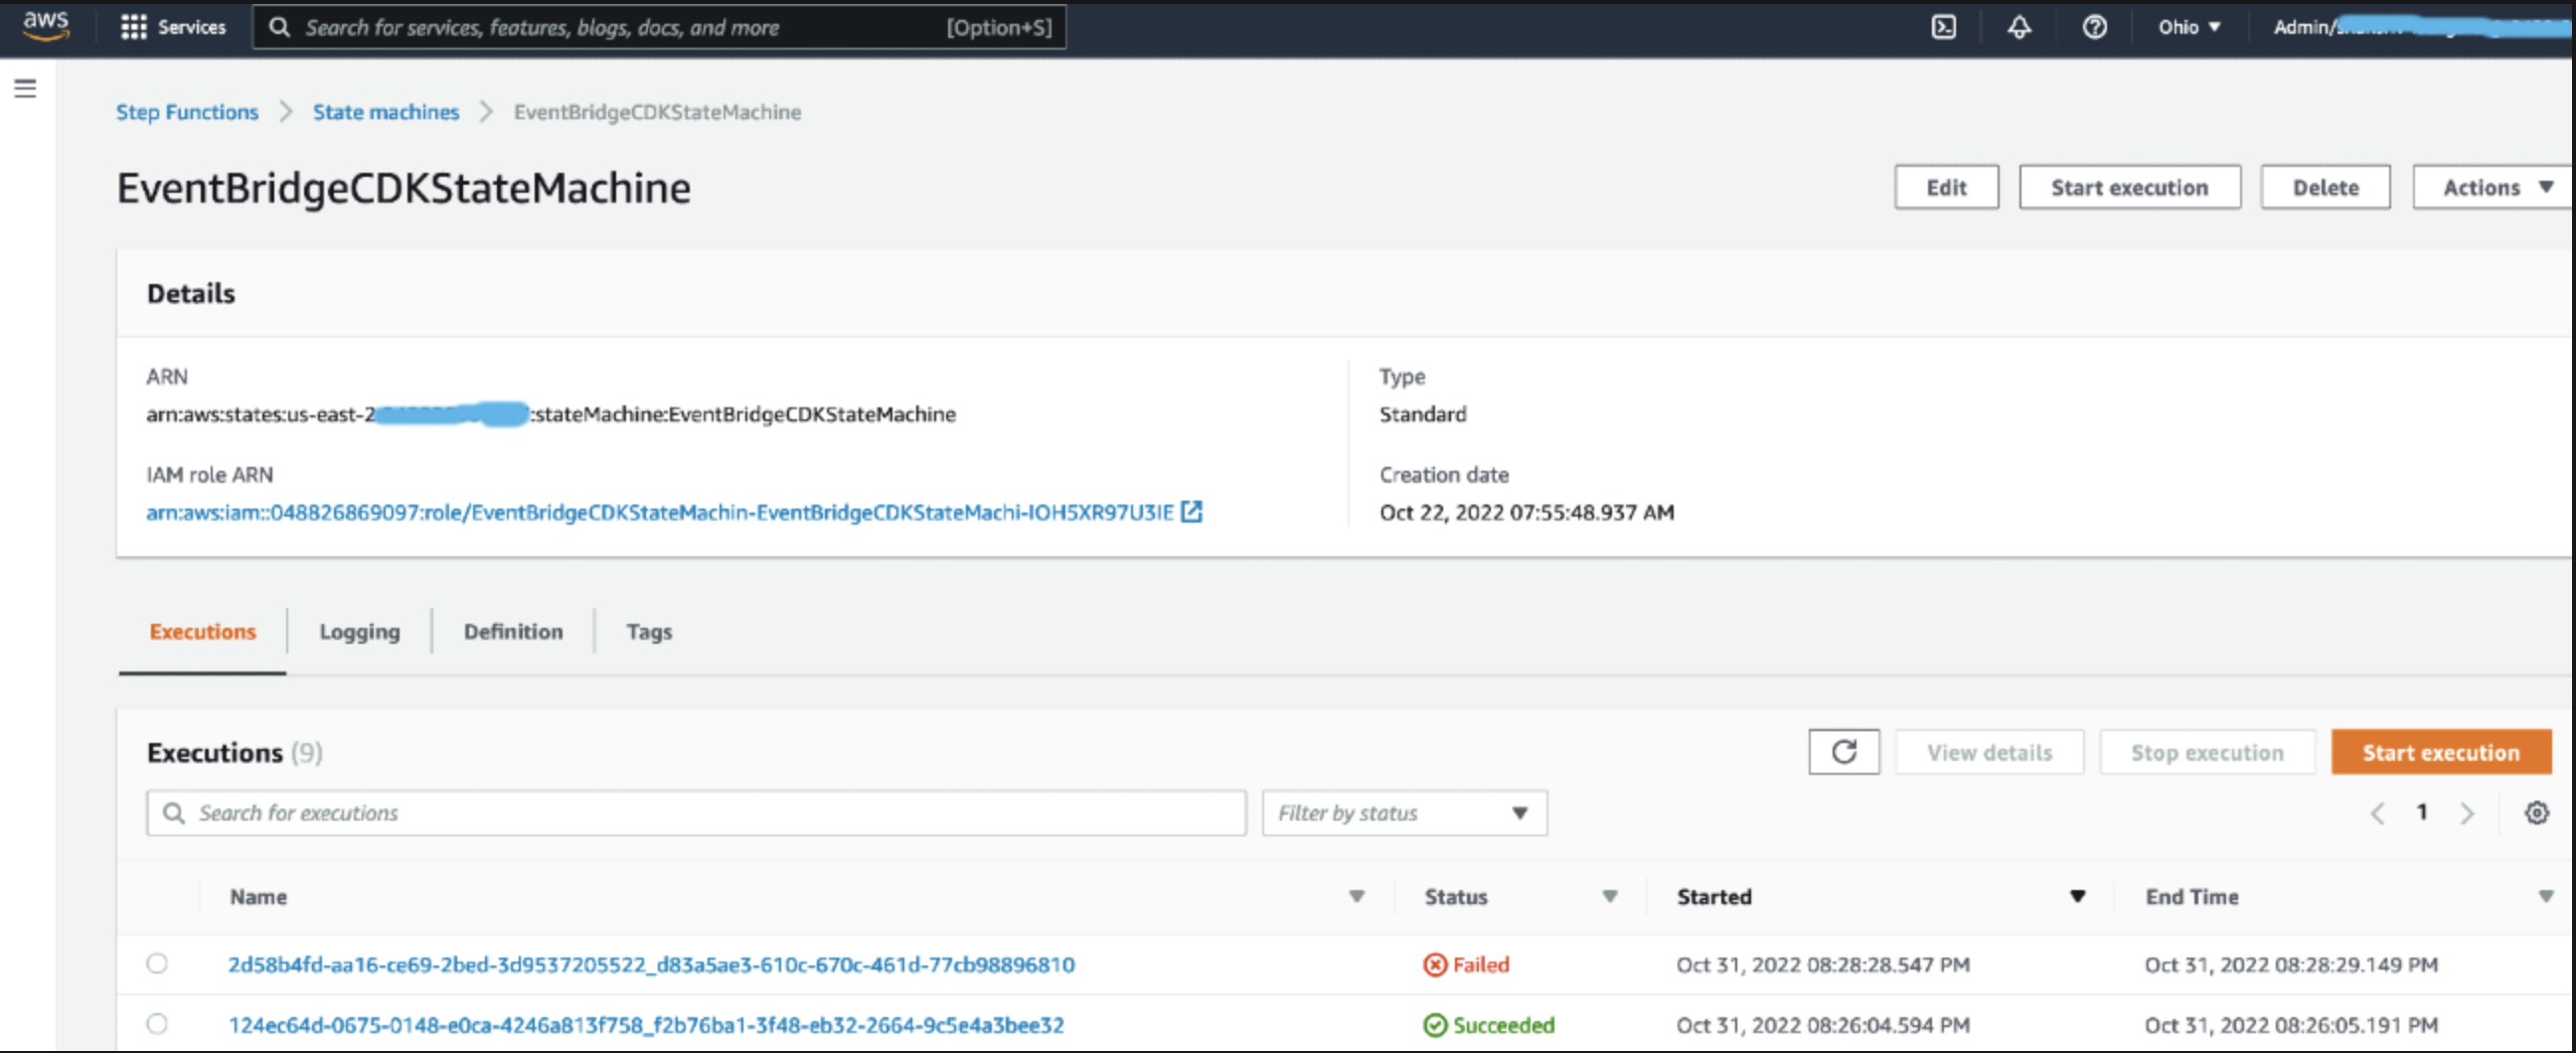 aws
Services
Search for services, features, blogs, docs, and more [Option+S]
Ohio
Admin/
Step Functions > State machines > EventBridgeCDKStateMachine
EventBridgeCDKStateMachine
Edit
Start execution
Delete
Actions
Details
ARN
arn:aws:states:us-east-2 :stateMachine:EventBridgeCDKStateMachine
IAM role ARN
arn:aws:iam::048826869097:role/EventBridgeCDKStateMachin-EventBridgeCDKStateMachi-IOH5XR97U3IE
Type
Standard
Creation date
Oct 22, 2022 07:55:48.937 AM
Executions
Logging
Definition
Tags
Executions (9)
View details
Stop execution
Start execution
Search for executions
Filter by status
< 1 >
Name Status Started End Time
2d58b4fd-aa16-ce69-2bed-3d9537205522_d83a5ae3-610c-670c-461d-77cb98896810 Failed Oct 31, 2022 08:28:28.547 PM Oct 31, 2022 08:28:29.149 PM
124ec64d-0675-0148-e0ca-4246a813f758_f2b76ba1-3f48-eb32-2664-9c5e4a3bee32 Succeeded Oct 31, 2022 08:26:04.594 PM Oct 31, 2022 08:26:05.191 PM